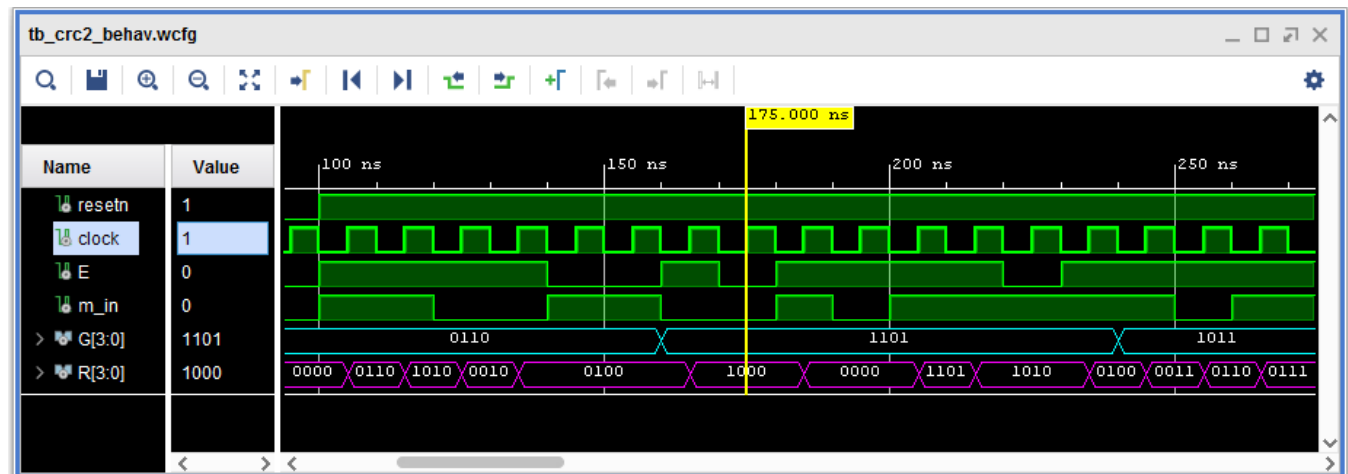 tb_crc2_behav.wcfg
175.000 ns
Name Value 100 ns 150 ns 200 ns 250 ns
resetn 1
clock 1
E 0
m_in 0
G[3:0] 1101 0110 1101 1011
R[3:0] 1000 0000 0110 1010 0010 0100 1000 0000 1101 1010 0100 0011 0110 0111